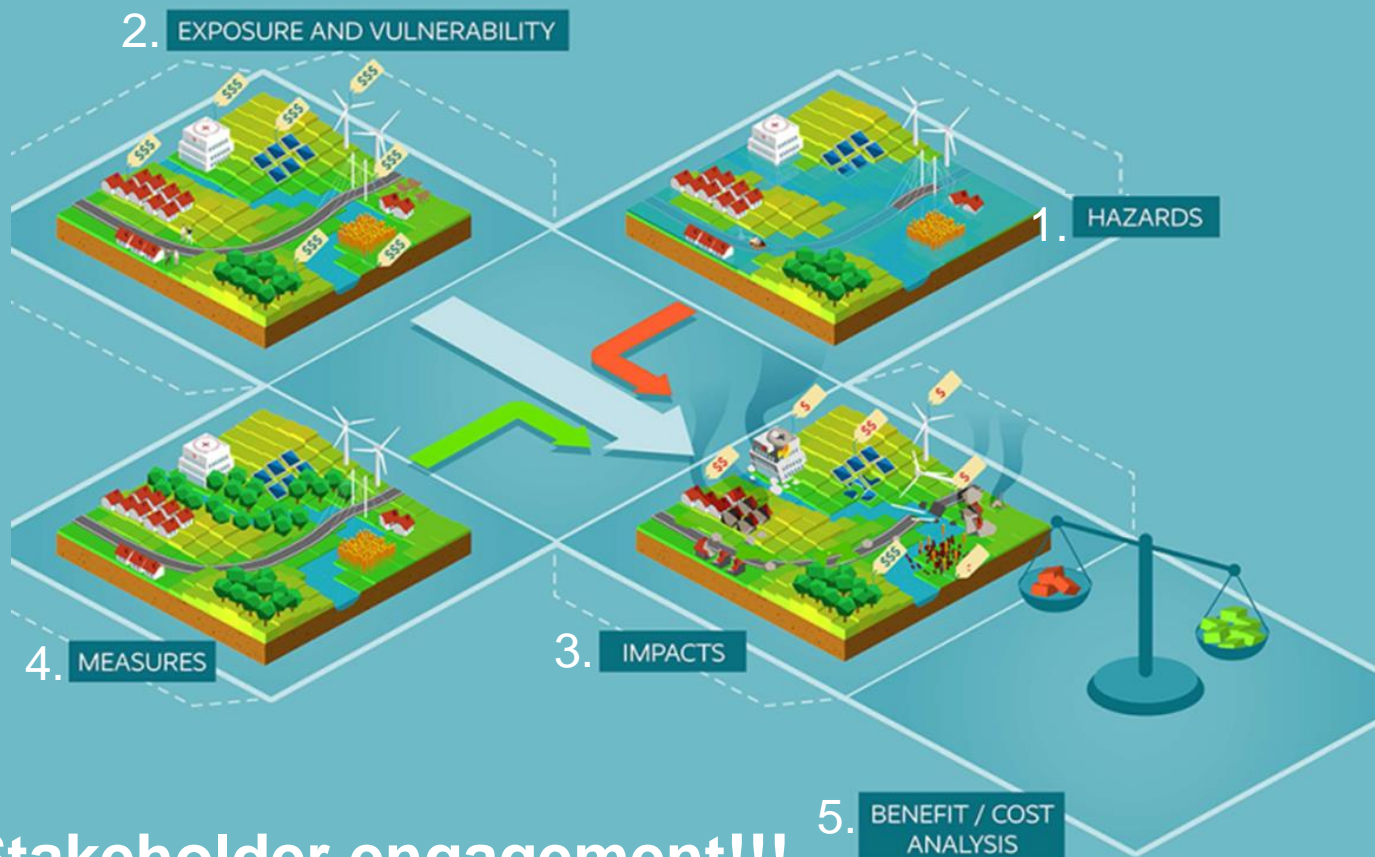 2. EXPOSURE AND VULNERABILITY
$$$
$$$
$$$
$$$
$$$
$$$
$$$
1. HAZARDS
$
$
$$
$$
$
$$$
4. MEASURES
3. IMPACTS
5. BENEFIT / COST
ANALYSIS
Stakeholder engagement!!!